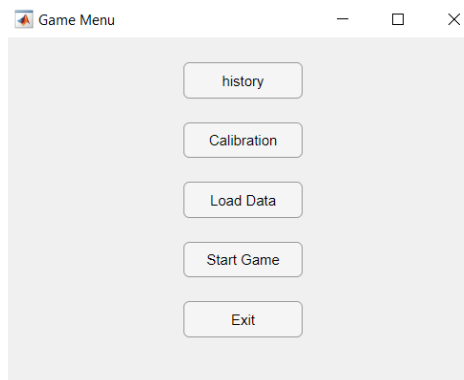 Game Menu
history
Calibration
Load Data
Start Game
Exit